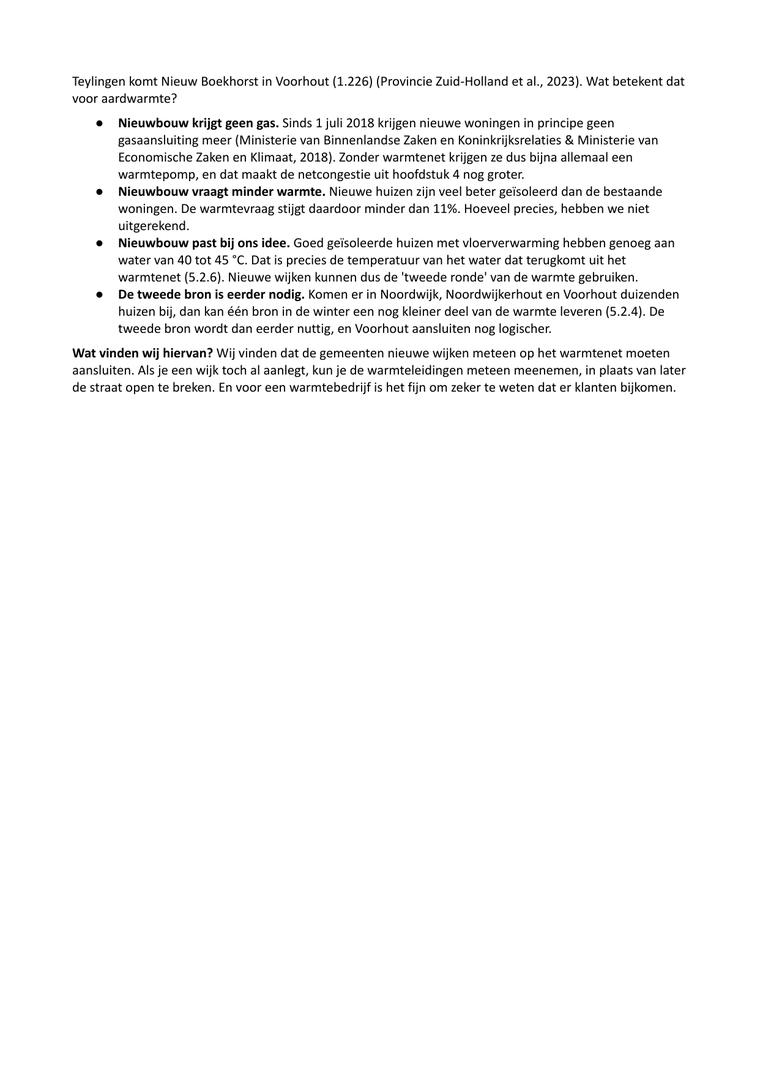 Teylingen komt Nieuw Boekhorst in Voorhout (1.226) (Provincie Zuid-Holland et al., 2023). Wat betekent dat
voor aardwarmte?
● Nieuwbouw krijgt geen gas. Sinds 1 juli 2018 krijgen nieuwe woningen in principe geen
gasaansluiting meer (Ministerie van Binnenlandse Zaken en Koninkrijksrelaties & Ministerie van
Economische Zaken en Klimaat, 2018). Zonder warmtenet krijgen ze dus bijna allemaal een
warmtepomp, en dat maakt de netcongestie uit hoofdstuk 4 nog groter.
● Nieuwbouw vraagt minder warmte. Nieuwe huizen zijn veel beter geïsoleerd dan de bestaande
woningen. De warmtevraag stijgt daardoor minder dan 11%. Hoeveel precies, hebben we niet
uitgerekend.
● Nieuwbouw past bij ons idee. Goed geïsoleerde huizen met vloerverwarming hebben genoeg aan
water van 40 tot 45 °C. Dat is precies de temperatuur van het water dat terugkomt uit het
warmtenet (5.2.6). Nieuwe wijken kunnen dus de 'tweede ronde' van de warmte gebruiken.
● De tweede bron is eerder nodig. Komen er in Noordwijk, Noordwijkerhout en Voorhout duizenden
huizen bij, dan kan één bron in de winter een nog kleiner deel van de warmte leveren (5.2.4). De
tweede bron wordt dan eerder nuttig, en Voorhout aansluiten nog logischer.
Wat vinden wij hiervan? Wij vinden dat de gemeenten nieuwe wijken meteen op het warmtenet moeten
aansluiten. Als je een wijk toch al aanlegt, kun je de warmteleidingen meteen meenemen, in plaats van later
de straat open te breken. En voor een warmtebedrijf is het fijn om zeker te weten dat er klanten bijkomen.